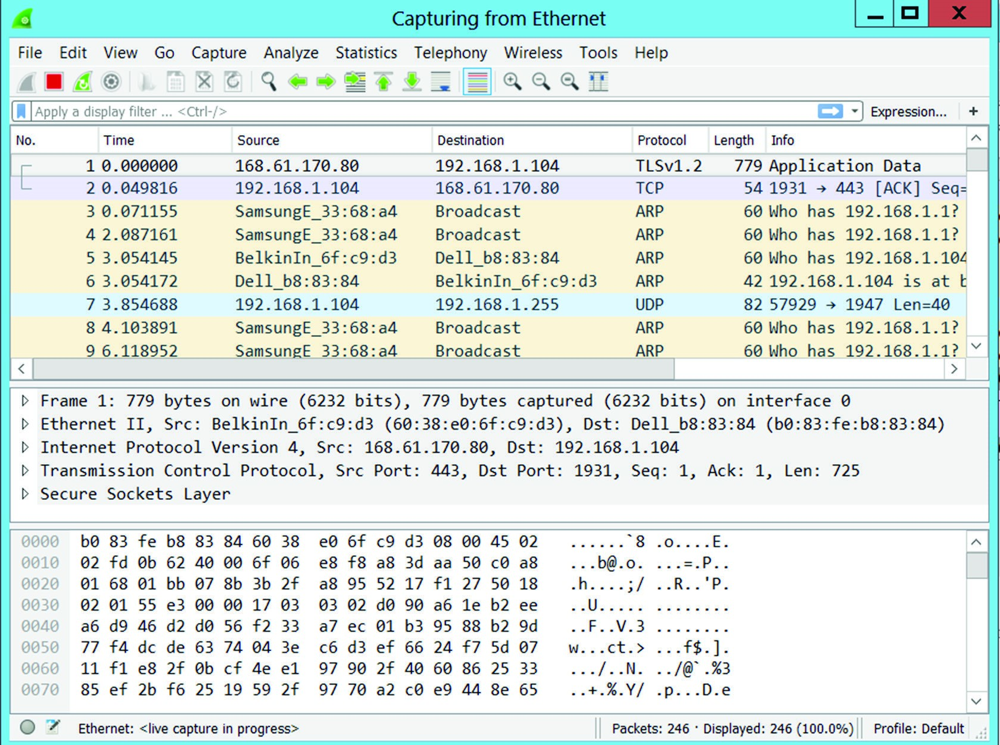 Capturing from Ethernet
File Edit View Go Capture Analyze Statistics Telephony Wireless Tools Help
Apply a display filter ... <Ctrl-/> Expression... +
No. Time Source Destination Protocol Length Info
1 0.000000 168.61.170.80 192.168.1.104 TLSv1.2 779 Application Data
2 0.049816 192.168.1.104 168.61.170.80 TCP 54 1931 → 443 [ACK] Seq=
3 0.071155 SamsungE_33:68:a4 Broadcast ARP 60 Who has 192.168.1.1?
4 2.087161 SamsungE_33:68:a4 Broadcast ARP 60 Who has 192.168.1.1?
5 3.054145 BelkinIn_6f:c9:d3 Dell_b8:83:84 ARP 60 Who has 192.168.1.104
6 3.054172 Dell_b8:83:84 BelkinIn_6f:c9:d3 ARP 42 192.168.1.104 is at b
7 3.854688 192.168.1.104 192.168.1.255 UDP 82 57929 → 1947 Len=40
8 4.103891 SamsungE_33:68:a4 Broadcast ARP 60 Who has 192.168.1.1?
9 6.118952 SamsungE_33:68:a4 Broadcast ARP 60 Who has 192.168.1.1?
Frame 1: 779 bytes on wire (6232 bits), 779 bytes captured (6232 bits) on interface 0
Ethernet II, Src: BelkinIn_6f:c9:d3 (60:38:e0:6f:c9:d3), Dst: Dell_b8:83:84 (b0:83:fe:b8:83:84)
Internet Protocol Version 4, Src: 168.61.170.80, Dst: 192.168.1.104
Transmission Control Protocol, Src Port: 443, Dst Port: 1931, Seq: 1, Ack: 1, Len: 725
Secure Sockets Layer
0000 b0 83 fe b8 83 84 60 38 e0 6f c9 d3 08 00 45 02 ......`8 .o....E.
0010 02 fd 0b 62 40 00 6f 06 e8 f8 a8 3d aa 50 c0 a8 ...b@.o. ...=.P..
0020 01 68 01 bb 07 8b 3b 2f a8 95 52 17 f1 27 50 18 .h....;/ ..R..'P.
0030 02 01 55 e3 00 00 17 03 03 02 d0 90 a6 1e b2 ee ..U..... ........
0040 a6 d9 46 d2 d0 56 f2 33 a7 ec 01 b3 95 88 b2 9d ..F..V.3 ........
0050 77 f4 dc de 63 74 04 3e c6 d3 ef 66 24 f7 5d 07 w...ct.> ...f$.].
0060 11 f1 e8 2f 0b cf 4e e1 97 90 2f 40 60 86 25 33 .../..N. ../@`.%3
0070 85 ef 2b f6 25 19 59 2f 97 70 a2 c0 e9 44 8e 65 ..+.%.Y/ .p...D.e
Ethernet: <live capture in progress> Packets: 246 · Displayed: 246 (100.0%) Profile: Default